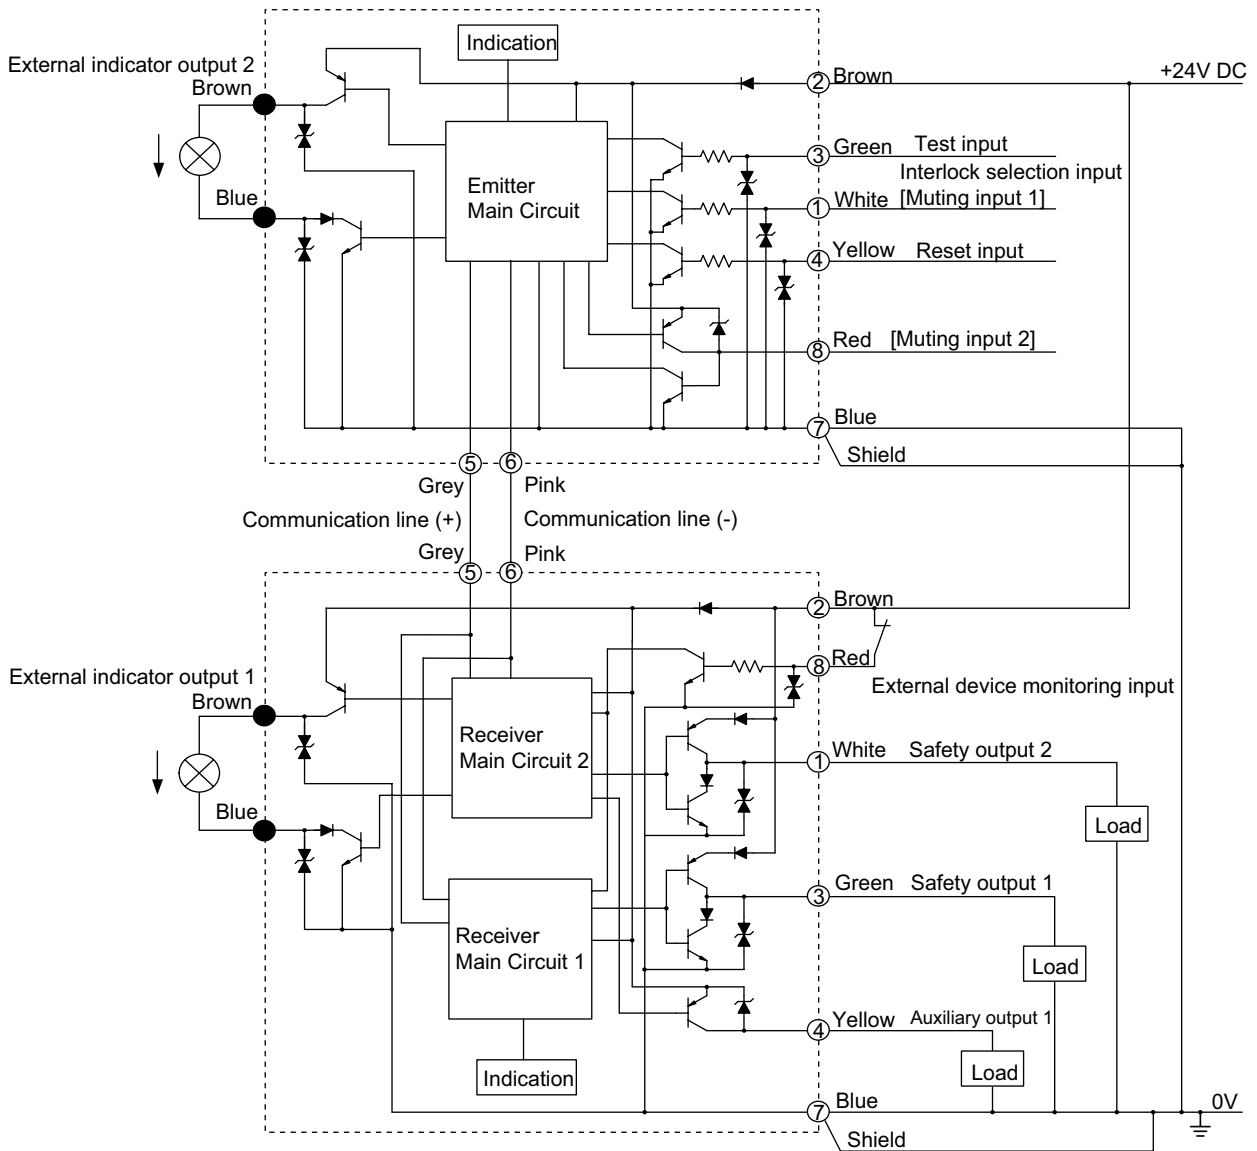 Indication
External indicator output 2
Brown
Blue
Emitter
Main Circuit
2 Brown
+24V DC
3 Green Test input
Interlock selection input
1 White [Muting input 1]
4 Yellow Reset input
8 Red [Muting input 2]
7 Blue
Shield
5 6
Grey Pink
Communication line (+) Communication line (-)
Grey Pink
5 6
External indicator output 1
Brown
Blue
Receiver
Main Circuit 2
Receiver
Main Circuit 1
Indication
2 Brown
8 Red
External device monitoring input
1 White Safety output 2
Load
3 Green Safety output 1
Load
4 Yellow Auxiliary output 1
Load
7 Blue
0V
Shield